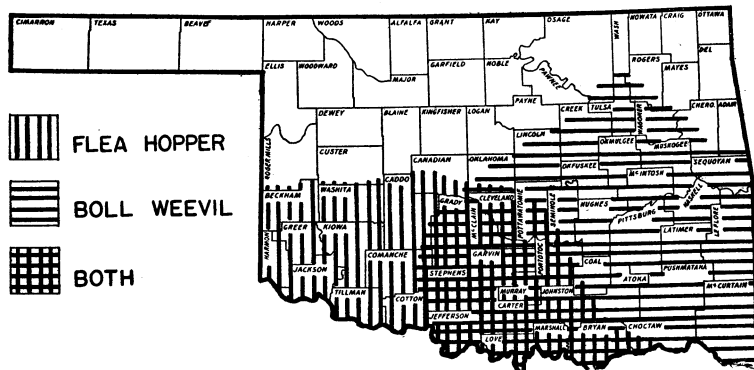 CIMARRON TEXAS BEAVER HARPER WOODS ALFALFA GRANT KAY OSAGE WASH NOWATA CRAIG OTTAWA
DEL
ELLIS WOODWARD MAJOR GARFIELD NOBLE PAWNEE ROGERS MAYES
DEWEY BLAINE KINGFISHER LOGAN PAYNE CREEK TULSA WAGONER CHERO. ADAIR
FLEA HOPPER
ROGER MILLS CUSTER CANADIAN OKLAHOMA LINCOLN OKFUSKEE OKMULGEE MUSKOGEE
MCINTOSH SEQUOYAH
BECKHAM WASHITA CADDO GRADY MCCLAIN CLEVELAND POTTAWATOMIE SEMINOLE HUGHES PITTSBURG HASKELL
BOLL WEEVIL
HARMON GREER KIOWA COMANCHE GARVIN PONTOTOC COAL LATIMER LEFLORE
BOTH
JACKSON TILLMAN COTTON STEPHENS MURRAY JOHNSTON ATOKA PUSHMATAHA MCCURTAIN
JEFFERSON CARTER
LOVE MARSHALL BRYAN CHOCTAW